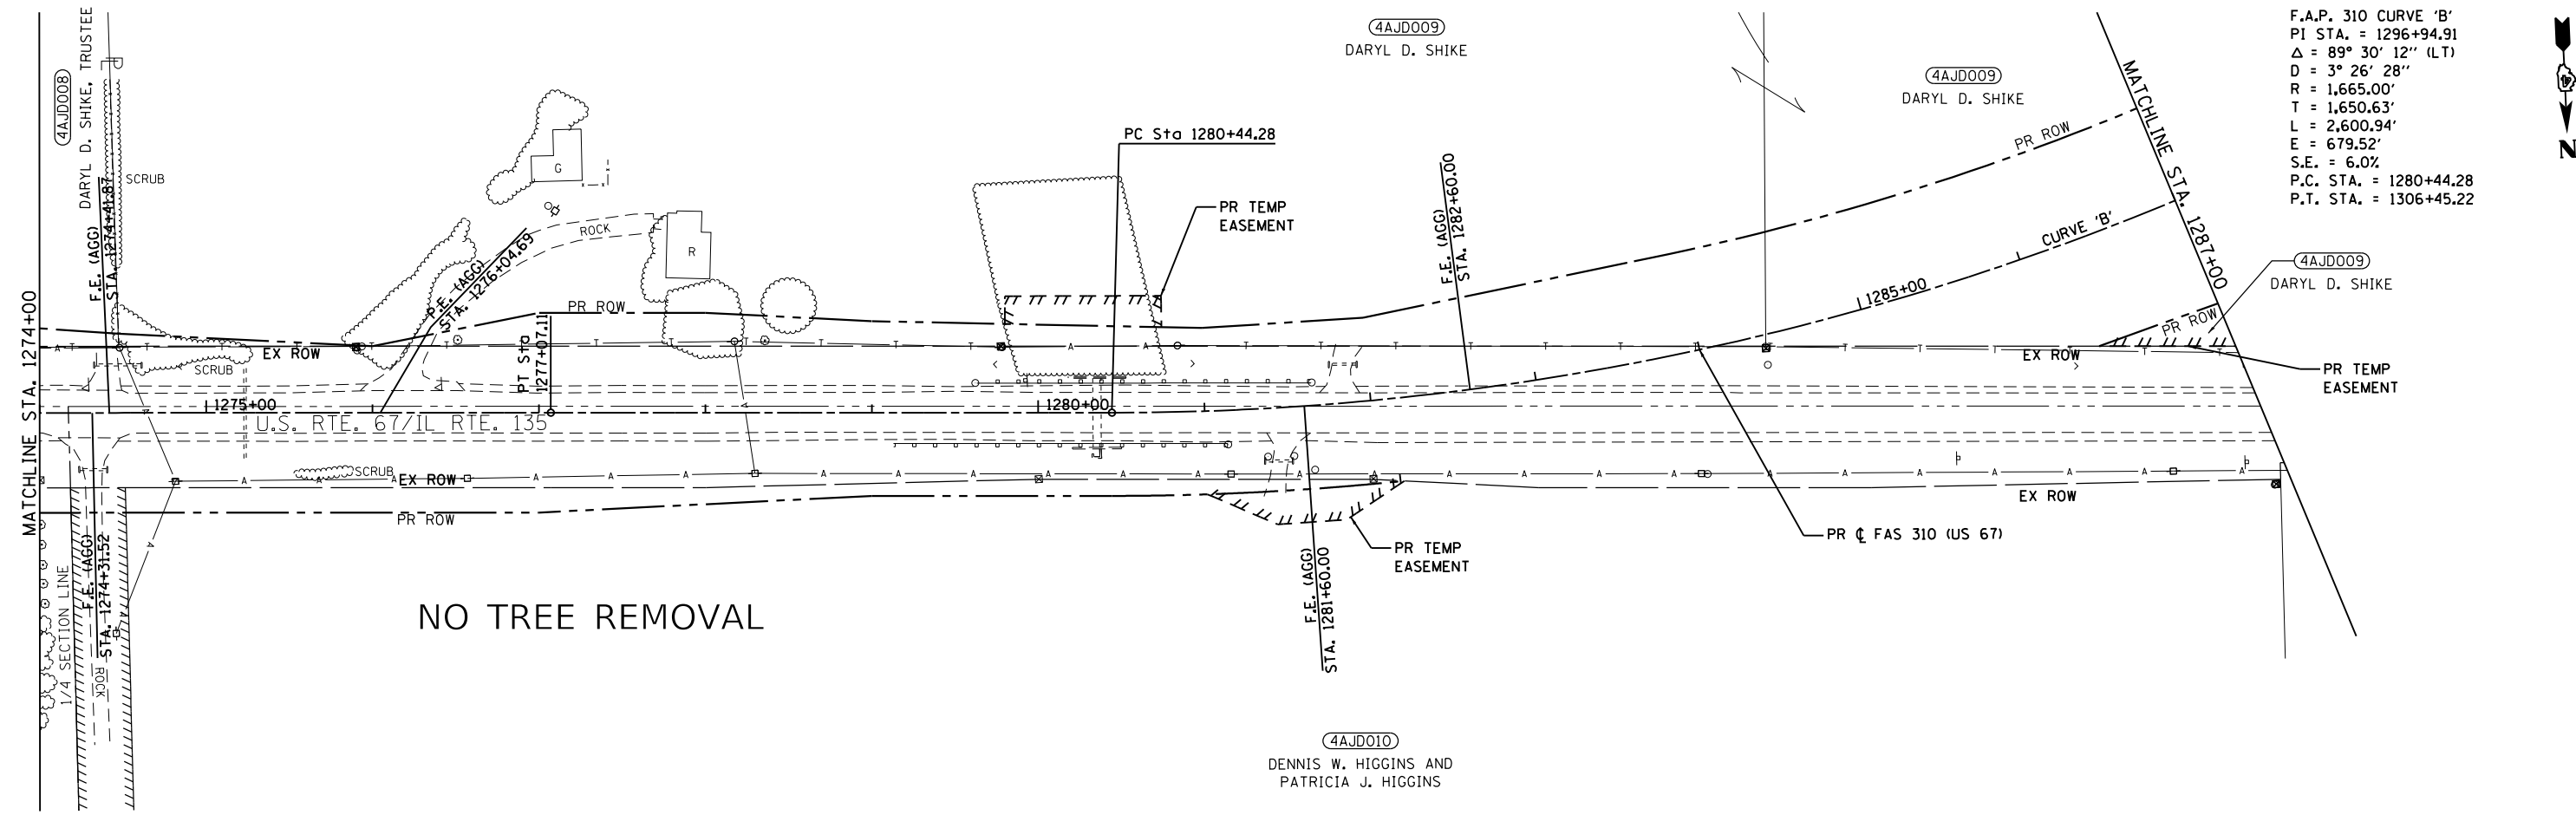 MATCHLINE STA. 1274+00
4AJD008
DARYL D. SHIKE, TRUSTEE
P
L
SCRUB
F.E. (AGG)
STA. 1274+41.87
G
ROCK
R
F.E. (AGG)
STA. 1276+04.69
PR ROW
EX ROW
SCRUB
PT Sta
1277+07.11
1275+00
U.S. RTE. 67/IL RTE. 135
SCRUB
EX ROW
PR ROW
F.E. (AGG)
STA. 1274+31.52
1/4 SECTION LINE
ROCK
NO TREE REMOVAL
4AJD009
DARYL D. SHIKE
PC Sta 1280+44.28
PR TEMP
EASEMENT
1280+00
F.E. (AGG)
STA. 1282+60.00
F.E. (AGG)
STA. 1281+60.00
PR TEMP
EASEMENT
4AJD010
DENNIS W. HIGGINS AND
PATRICIA J. HIGGINS
4AJD009
DARYL D. SHIKE
PR ROW
CURVE 'B'
1285+00
MATCHLINE STA. 1287+00
4AJD009
DARYL D. SHIKE
PR ROW
EX ROW
PR TEMP
EASEMENT
EX ROW
PR ℄ FAS 310 (US 67)
F.A.P. 310 CURVE 'B'
PI STA. = 1296+94.91
Δ = 89° 30' 12'' (LT)
D = 3° 26' 28''
R = 1,665.00'
T = 1,650.63'
L = 2,600.94'
E = 679.52'
S.E. = 6.0%
P.C. STA. = 1280+44.28
P.T. STA. = 1306+45.22
N